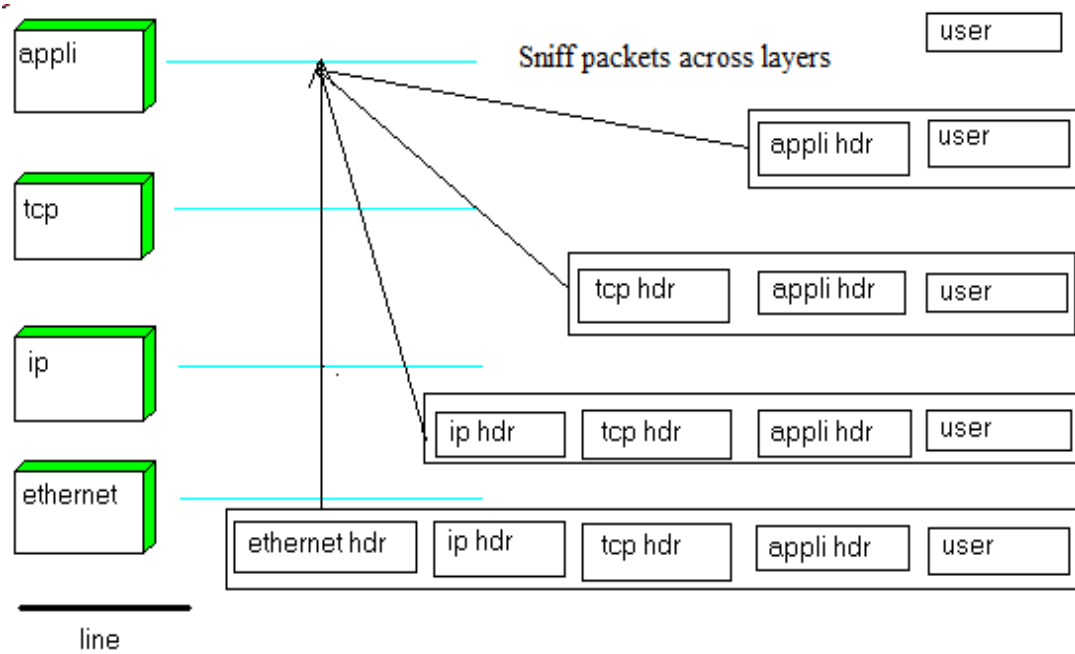 appli
Sniff packets across layers
user
appli hdr
user
tcp
tcp hdr
appli hdr
user
ip
ip hdr
tcp hdr
appli hdr
user
ethernet
ethernet hdr
ip hdr
tcp hdr
appli hdr
user
line